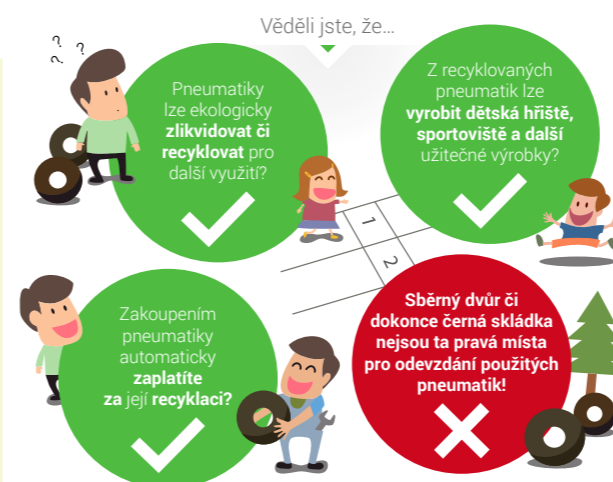 Věděli jste, že...
? ? ?
Pneumatiky
lze ekologicky
zlikvidovat či
recyklovat pro
další využití?
Z recyklovaných
pneumatik lze
vyrobit dětská hřiště,
sportoviště a další
užitečné výrobky?
1
2
Zakoupením
pneumatiky
automaticky
zaplatíte
za její recyklaci?
Sběrný dvůr či
dokonce černá skládka
nejsou ta pravá místa
pro odevzdání použitých
pneumatik!